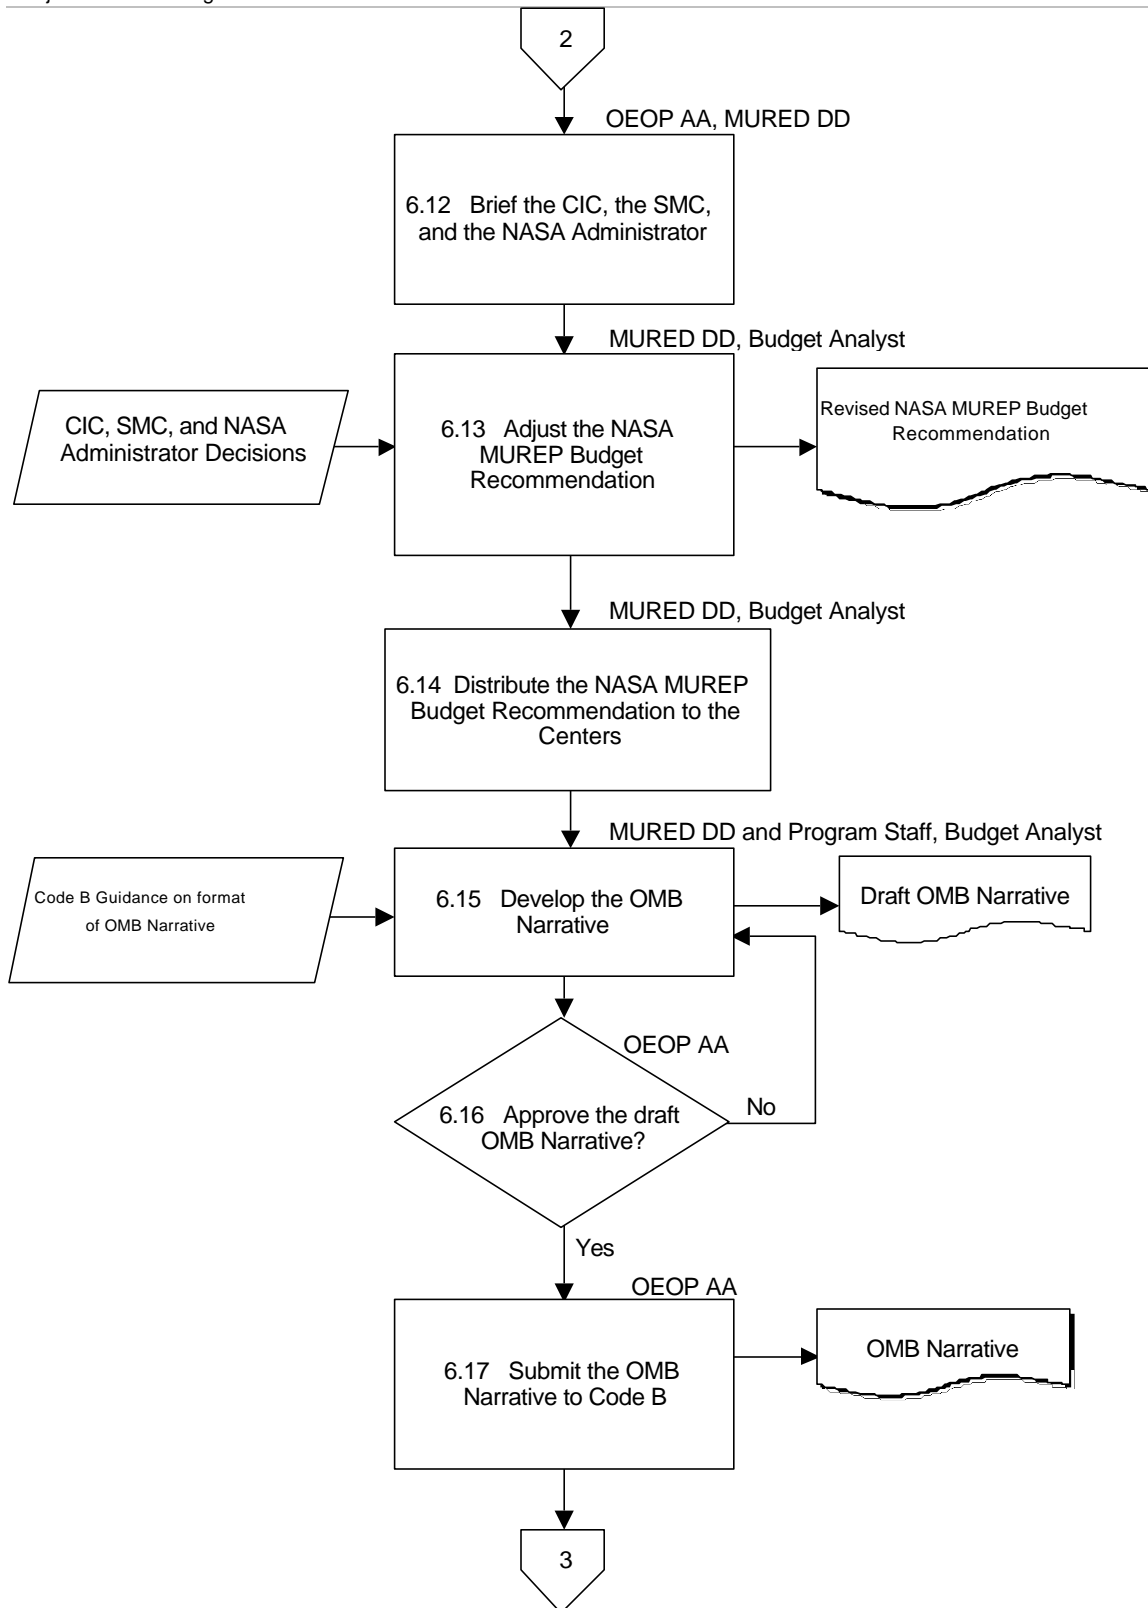 2
OEOP AA, MURED DD
6.12 Brief the CIC, the SMC,
and the NASA Administrator
MURED DD, Budget Analyst
CIC, SMC, and NASA
Administrator Decisions
6.13 Adjust the NASA
MUREP Budget
Recommendation
Revised NASA MUREP Budget
Recommendation
MURED DD, Budget Analyst
6.14 Distribute the NASA MUREP
Budget Recommendation to the
Centers
MURED DD and Program Staff, Budget Analyst
Code B Guidance on format
of OMB Narrative
6.15 Develop the OMB
Narrative
Draft OMB Narrative
OEOP AA
6.16 Approve the draft
OMB Narrative?
No
Yes
OEOP AA
6.17 Submit the OMB
Narrative to Code B
OMB Narrative
3